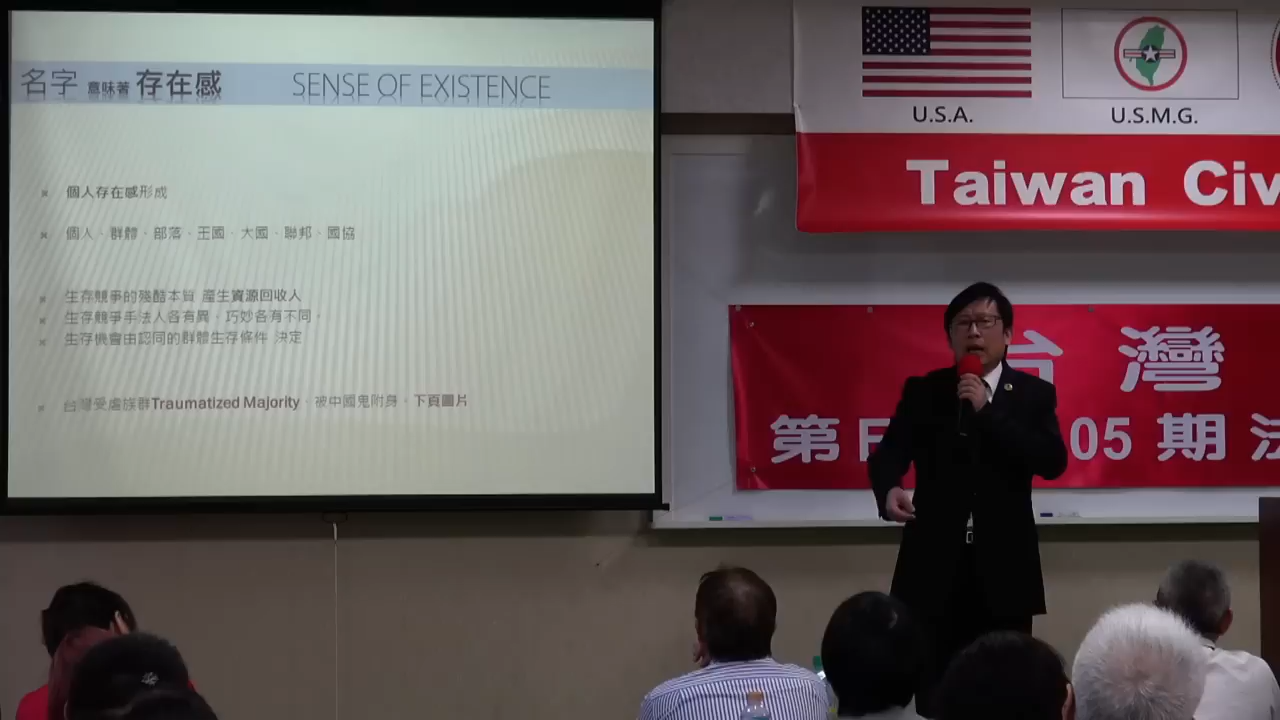 名字 意味著 存在感 SENSE OF EXISTENCE
個人存在感形成
個人、群體、部落、王國、大國、聯邦、國協
生存競爭的殘酷本質 產生資源回收人
生存競爭手法人各有異，巧妙各有不同。
生存機會由認同的群體生存條件 決定
台灣受虐族群Traumatized Majority，被中國鬼附身。下頁圖片
U.S.A.
U.S.M.G.
Taiwan Civ
台 灣
第 05 期 法